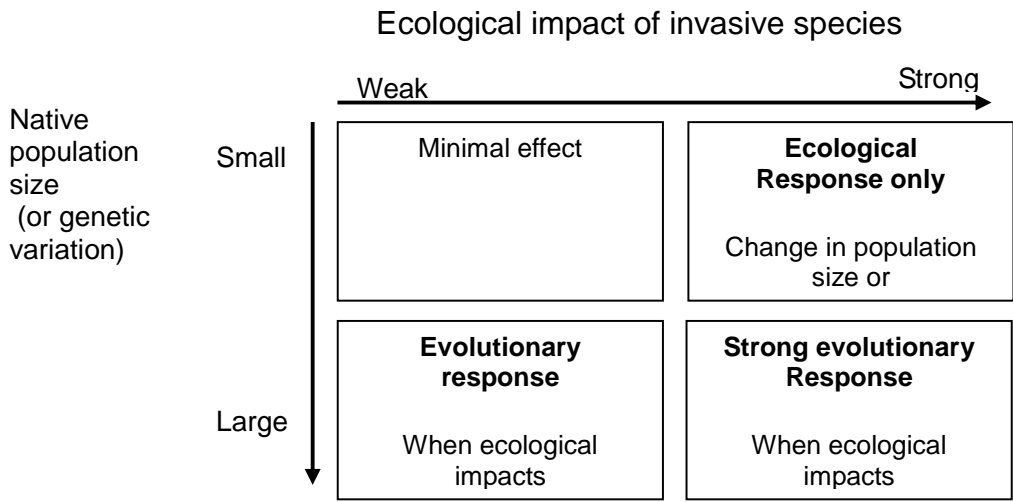 Ecological impact of invasive species
Weak
Strong
Native
population
size
(or genetic
variation)
Small
Minimal effect
Ecological
Response only
Change in population
size or
Large
Evolutionary
response
When ecological
impacts
Strong evolutionary
Response
When ecological
impacts